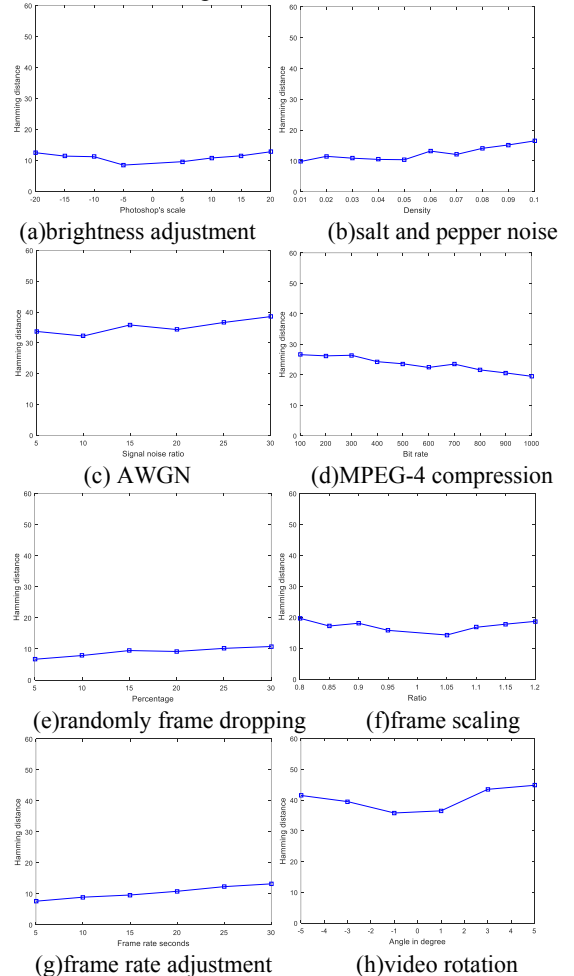 60
50
40
30
20
10
0
Hamming distance
-20 -15 -10 -5 0 5 10 15 20
Photoshop's scale
(a)brightness adjustment
60
50
40
30
20
10
0
Hamming distance
0.01 0.02 0.03 0.04 0.05 0.06 0.07 0.08 0.09 0.1
Density
(b)salt and pepper noise
60
50
40
30
20
10
0
Hamming distance
5 10 15 20 25 30
Signal noise ratio
(c) AWGN
60
50
40
30
20
10
0
Hamming distance
100 200 300 400 500 600 700 800 900 1000
Bit rate
(d)MPEG-4 compression
60
50
40
30
20
10
0
Hamming distance
5 10 15 20 25 30
Percentage
(e)randomly frame dropping
60
50
40
30
20
10
0
Hamming distance
0.8 0.85 0.9 0.95 1 1.05 1.1 1.15 1.2
Ratio
(f)frame scaling
60
50
40
30
20
10
0
Hamming distance
5 10 15 20 25 30
Frame rate seconds
(g)frame rate adjustment
60
50
40
30
20
10
0
Hamming distance
-5 -4 -3 -2 -1 0 1 2 3 4 5
Angle in degree
(h)video rotation